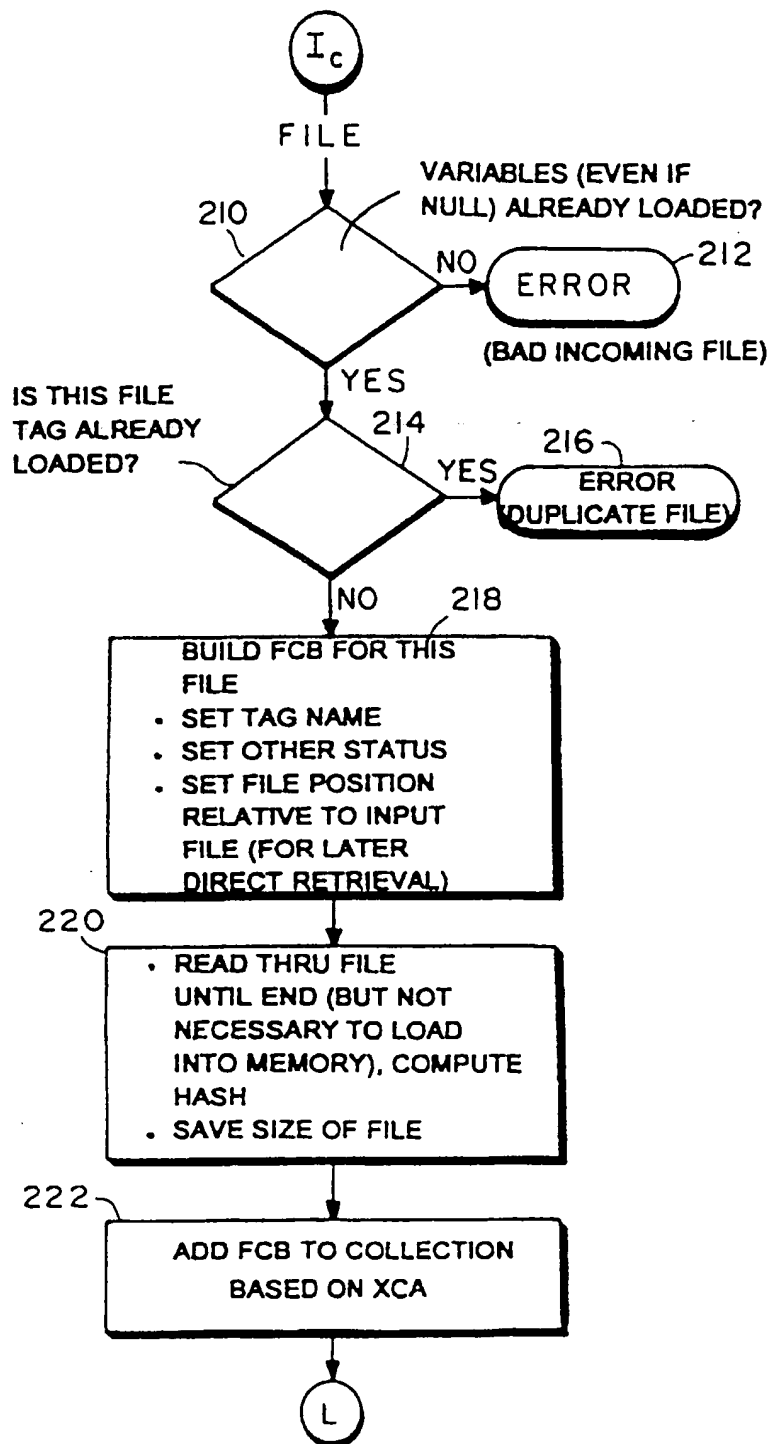 Ic
FILE
VARIABLES (EVEN IF
NULL) ALREADY LOADED?
210
NO
212
ERROR
(BAD INCOMING FILE)
YES
IS THIS FILE
TAG ALREADY
LOADED?
214
YES
216
ERROR
(DUPLICATE FILE)
NO
218
BUILD FCB FOR THIS
FILE
• SET TAG NAME
• SET OTHER STATUS
• SET FILE POSITION
RELATIVE TO INPUT
FILE (FOR LATER
DIRECT RETRIEVAL)
220
• READ THRU FILE
UNTIL END (BUT NOT
NECESSARY TO LOAD
INTO MEMORY), COMPUTE
HASH
• SAVE SIZE OF FILE
222
ADD FCB TO COLLECTION
BASED ON XCA
L